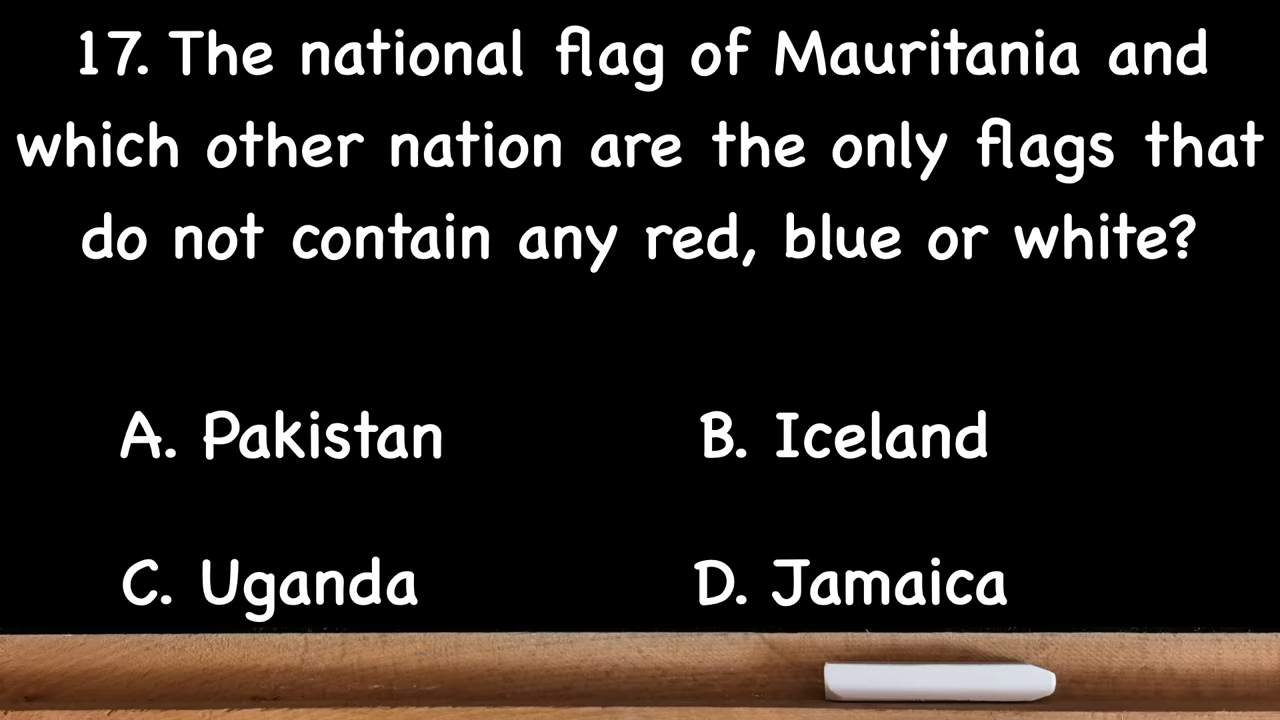 17. The national flag of Mauritania and
which other nation are the only flags that
do not contain any red, blue or white?
A. Pakistan
B. Iceland
C. Uganda
D. Jamaica